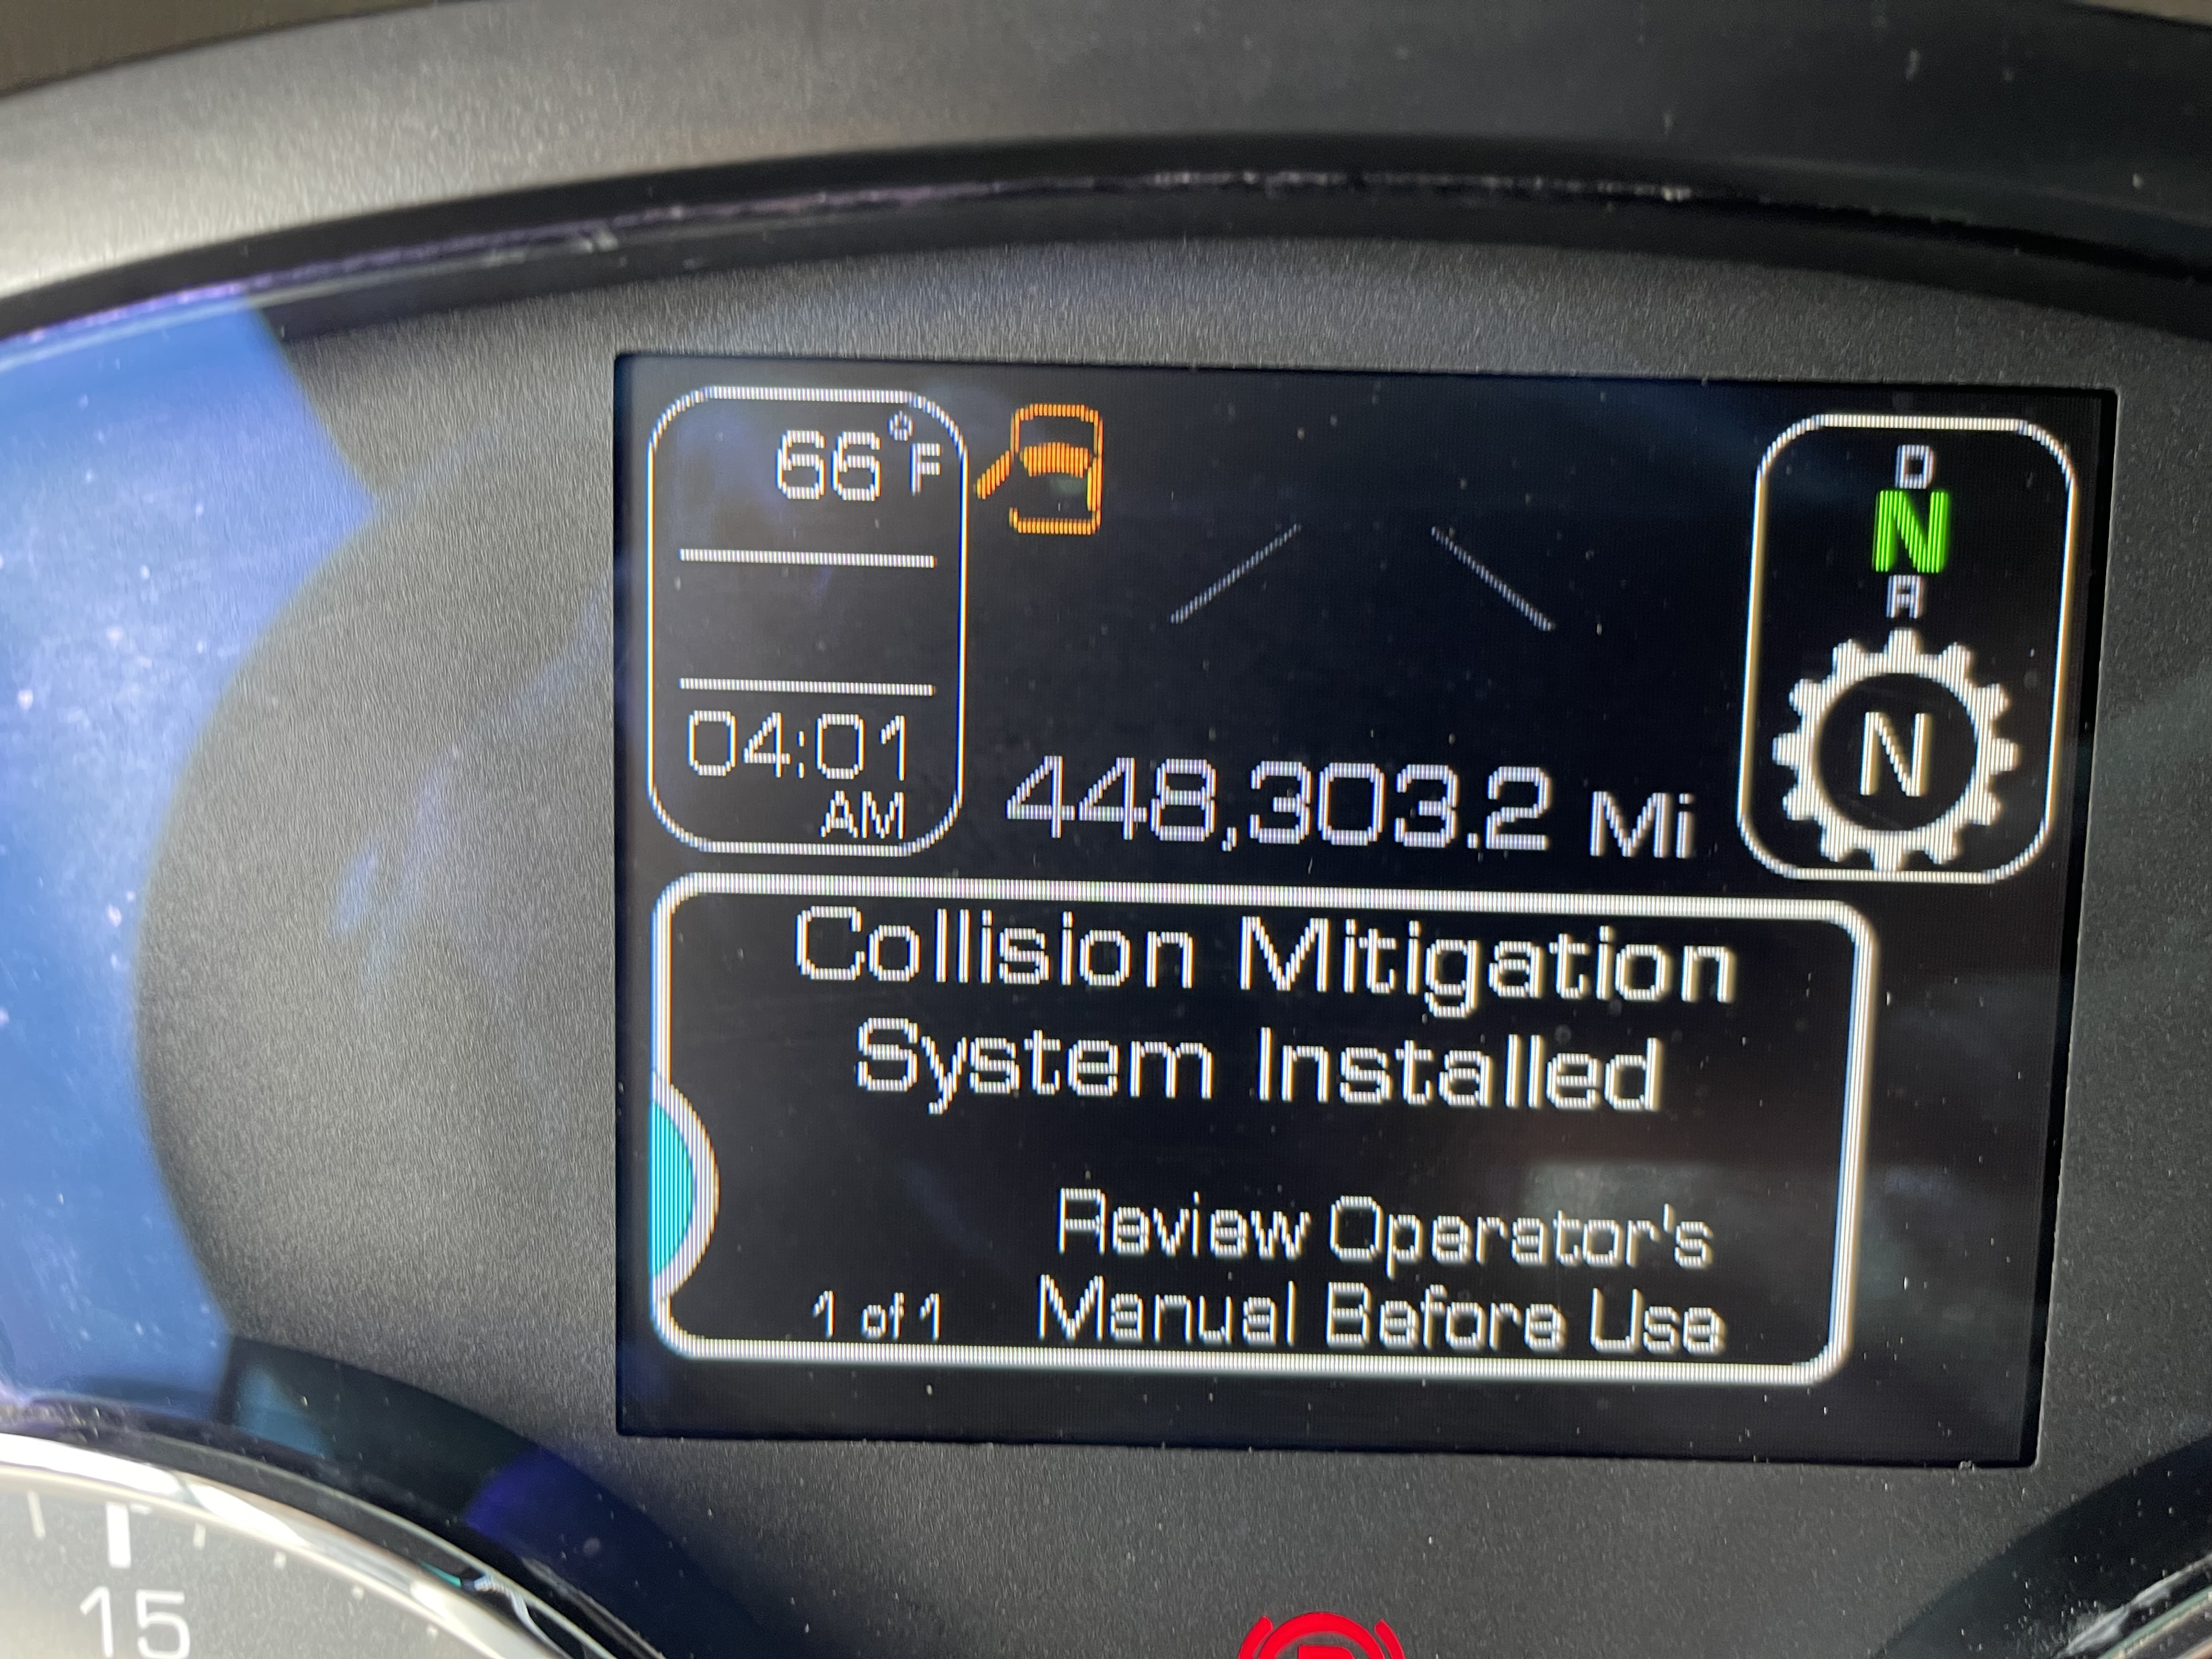 66°F
04:01
AM
448,303.2 Mi
D
N
R
N
Collision Mitigation
System Installed
Review Operator's
1 of 1 Manual Before Use
15